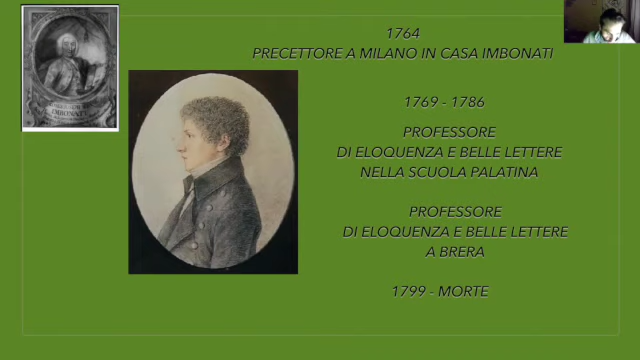 1764
PRECETTORE A MILANO IN CASA IMBONATI
1769 - 1786
PROFESSORE
DI ELOQUENZA E BELLE LETTERE
NELLA SCUOLA PALATINA
PROFESSORE
DI ELOQUENZA E BELLE LETTERE
A BRERA
1799 - MORTE